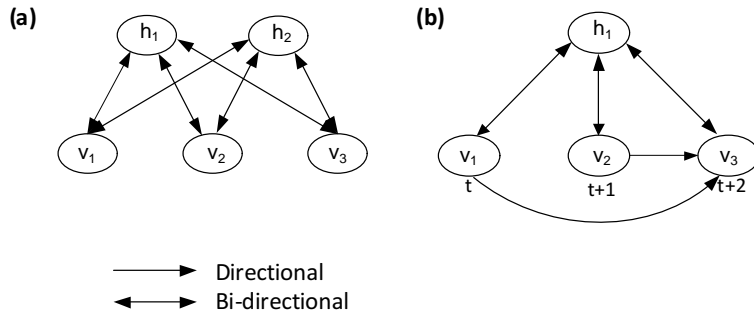 (a)
h1
h2
v1
v2
v3
(b)
h1
v1
v2
v3
t
t+1
t+2
Directional
Bi-directional